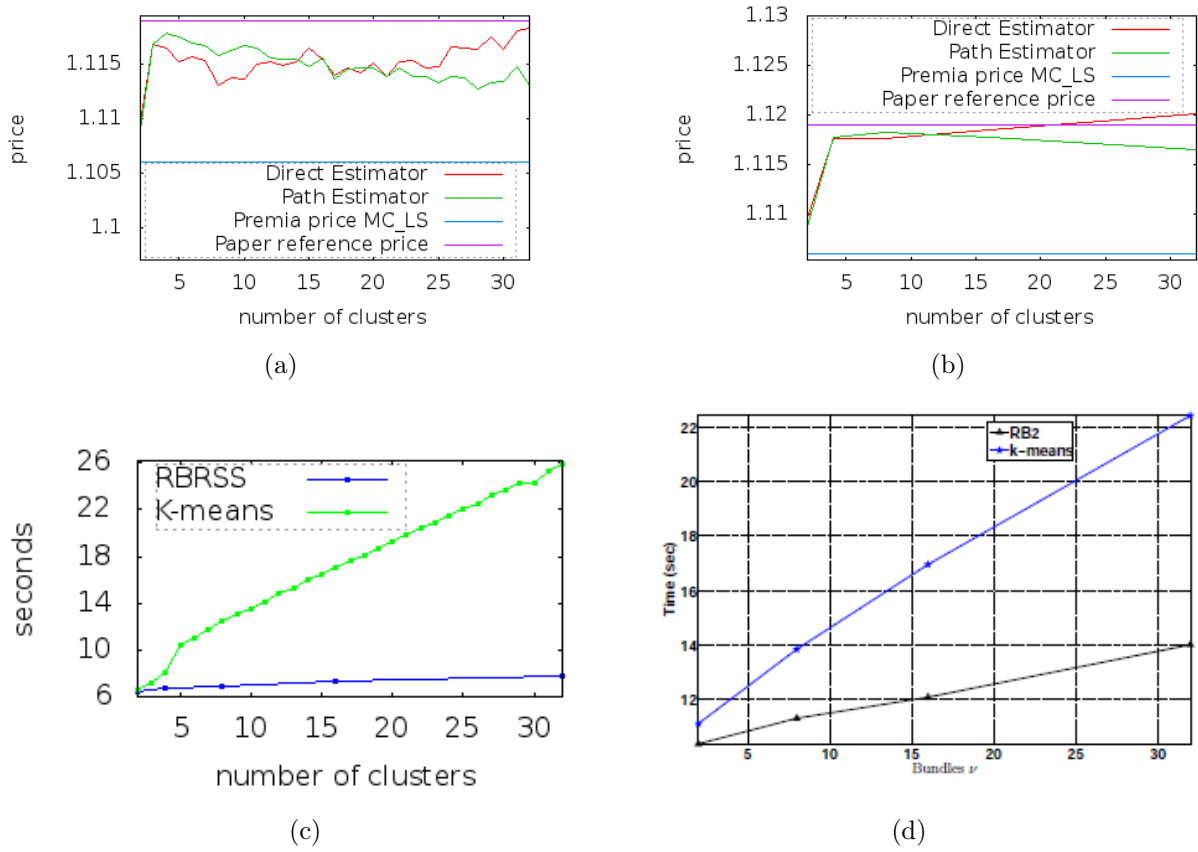 1.115
1.11
1.105
1.1
price
Direct Estimator
Path Estimator
Premia price MC_LS
Paper reference price
5 10 15 20 25 30
number of clusters
(a)
1.13
1.125
1.12
1.115
1.11
price
Direct Estimator
Path Estimator
Premia price MC_LS
Paper reference price
5 10 15 20 25 30
number of clusters
(b)
26
22
18
14
10
6
seconds
RBRSS
K-means
5 10 15 20 25 30
number of clusters
(c)
22
20
18
16
14
12
Time (sec)
RB2
k-means
5 10 15 20 25 30
Bundles ν
(d)